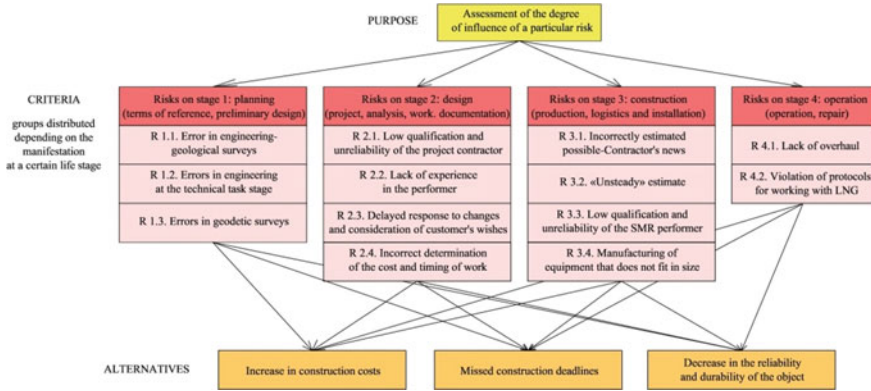 PURPOSE
Assessment of the degree
of influence of a particular risk
CRITERIA
groups distributed
depending on the
manifestation
at a certain life stage
Risks on stage 1: planning
(terms of reference, preliminary design)
R 1.1. Error in engineering-
geological surveys
R 1.2. Errors in engineering
at the technical task stage
R 1.3. Errors in geodetic surveys
Risks on stage 2: design
(project, analysis, work. documentation)
R 2.1. Low qualification and
unreliability of the project contractor
R 2.2. Lack of experience
in the performer
R 2.3. Delayed response to changes
and consideration of customer's wishes
R 2.4. Incorrect determination
of the cost and timing of work
Risks on stage 3: construction
(production, logistics and installation)
R 3.1. Incorrectly estimated
possible-Contractor's news
R 3.2. «Unsteady» estimate
R 3.3. Low qualification and
unreliability of the SMR performer
R 3.4. Manufacturing of
equipment that does not fit in size
Risks on stage 4: operation
(operation, repair)
R 4.1. Lack of overhaul
R 4.2. Violation of protocols
for working with LNG
ALTERNATIVES
Increase in construction costs
Missed construction deadlines
Decrease in the reliability
and durability of the object